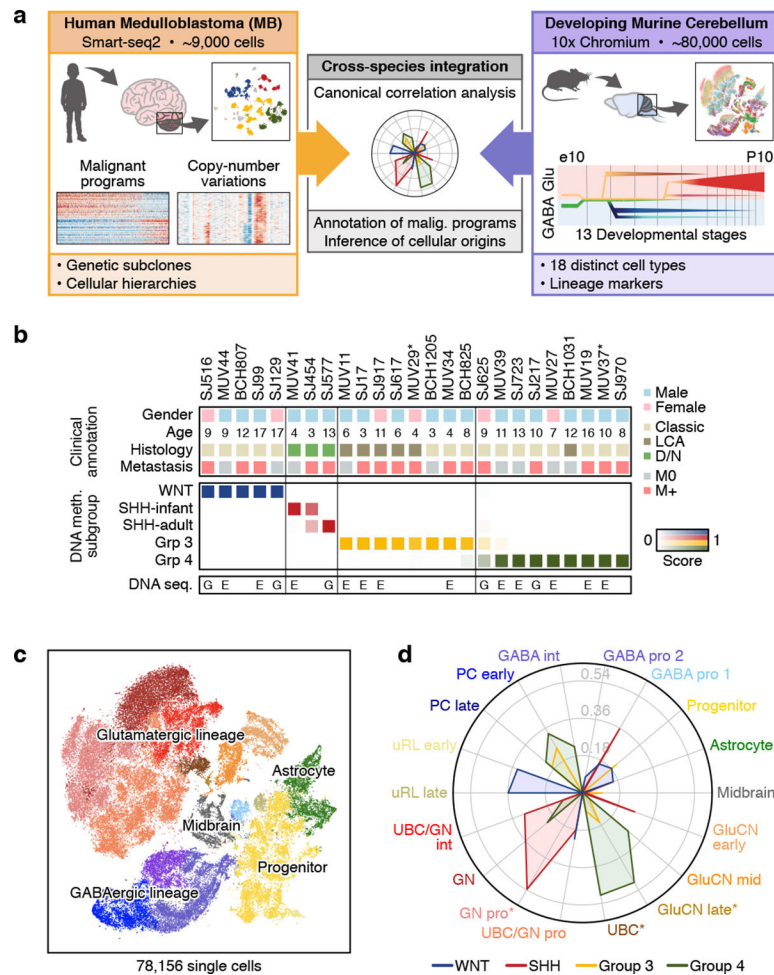 a
Human Medulloblastoma (MB)
Smart-seq2 • ~9,000 cells
Malignant programs
Copy-number variations
• Genetic subclones
• Cellular hierarchies
Cross-species integration
Canonical correlation analysis
Annotation of malig. programs
Inference of cellular origins
Developing Murine Cerebellum
10x Chromium • ~80,000 cells
e10 P10
GABA Glu
13 Developmental stages
• 18 distinct cell types
• Lineage markers
b
SJ516 MUV44 BCH807 SJ99 SJ129 MUV41 SJ454 SJ577 MUV11 SJ17 SJ917 SJ617 MUV29* BCH1205 MUV34 BCH825 SJ625 MUV39 SJ723 SJ217 MUV27 BCH1031 MUV19 MUV37* SJ970
Clinical annotation
Gender
Age 9 9 12 17 17 4 3 13 6 3 11 6 4 3 4 8 9 11 13 10 7 12 16 10 8
Histology
Metastasis
Male
Female
Classic
LCA
D/N
M0
M+
DNA meth. subgroup
WNT
SHH-infant
SHH-adult
Grp 3
Grp 4
0 1
Score
DNA seq. G E E G E G E E E E G E E G E E E
c
Glutamatergic lineage
Astrocyte
Midbrain
Progenitor
GABAergic lineage
78,156 single cells
d
GABA int
GABA pro 2
PC early
GABA pro 1
0.54
PC late
Progenitor
0.36
uRL early
Astrocyte
0.18
uRL late
Midbrain
UBC/GN int
GluCN early
GN
GluCN mid
GN pro*
GluCN late*
UBC/GN pro
UBC*
WNT SHH Group 3 Group 4